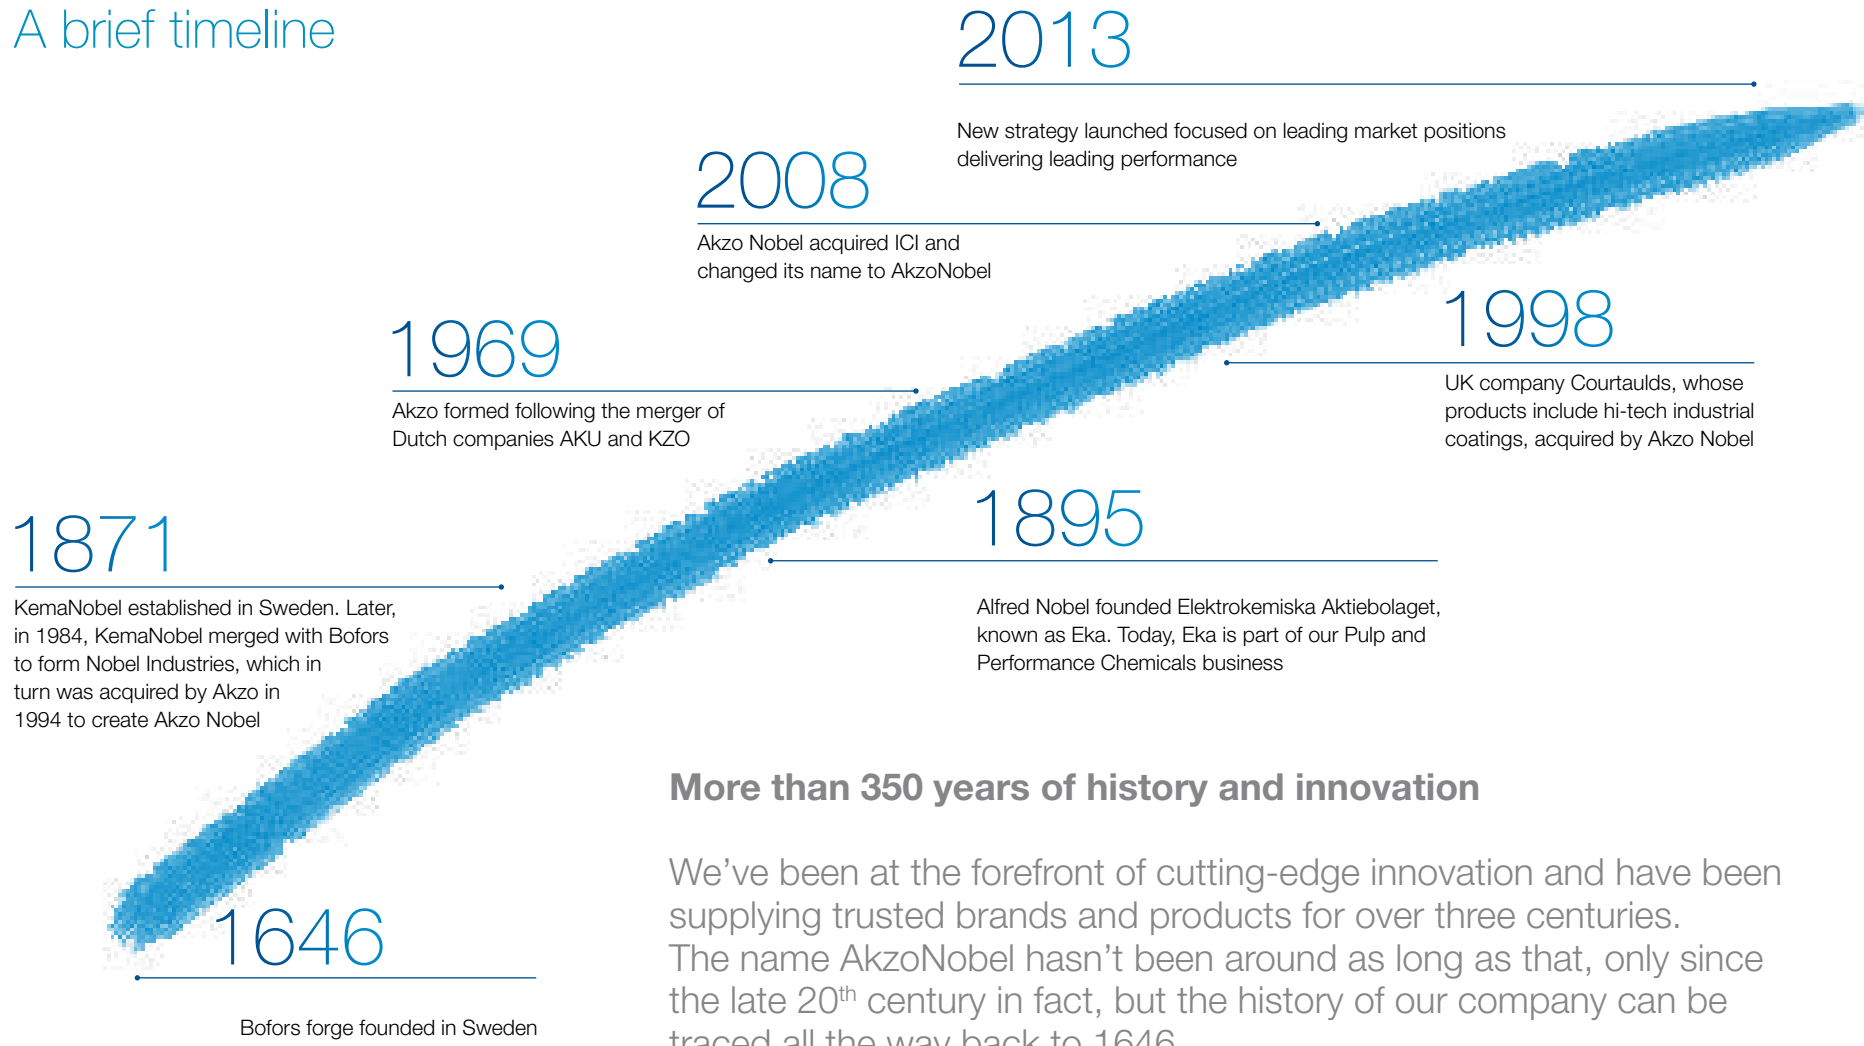 A brief timeline
2013
New strategy launched focused on leading market positions
delivering leading performance
2008
Akzo Nobel acquired ICI and
changed its name to AkzoNobel
1998
UK company Courtaulds, whose
products include hi-tech industrial
coatings, acquired by Akzo Nobel
1969
Akzo formed following the merger of
Dutch companies AKU and KZO
1895
Alfred Nobel founded Elektrokemiska Aktiebolaget,
known as Eka. Today, Eka is part of our Pulp and
Performance Chemicals business
1871
KemaNobel established in Sweden. Later,
in 1984, KemaNobel merged with Bofors
to form Nobel Industries, which in
turn was acquired by Akzo in
1994 to create Akzo Nobel
1646
Bofors forge founded in Sweden
More than 350 years of history and innovation
We've been at the forefront of cutting-edge innovation and have been
supplying trusted brands and products for over three centuries.
The name AkzoNobel hasn't been around as long as that, only since
the late 20th century in fact, but the history of our company can be
traced all the way back to 1646